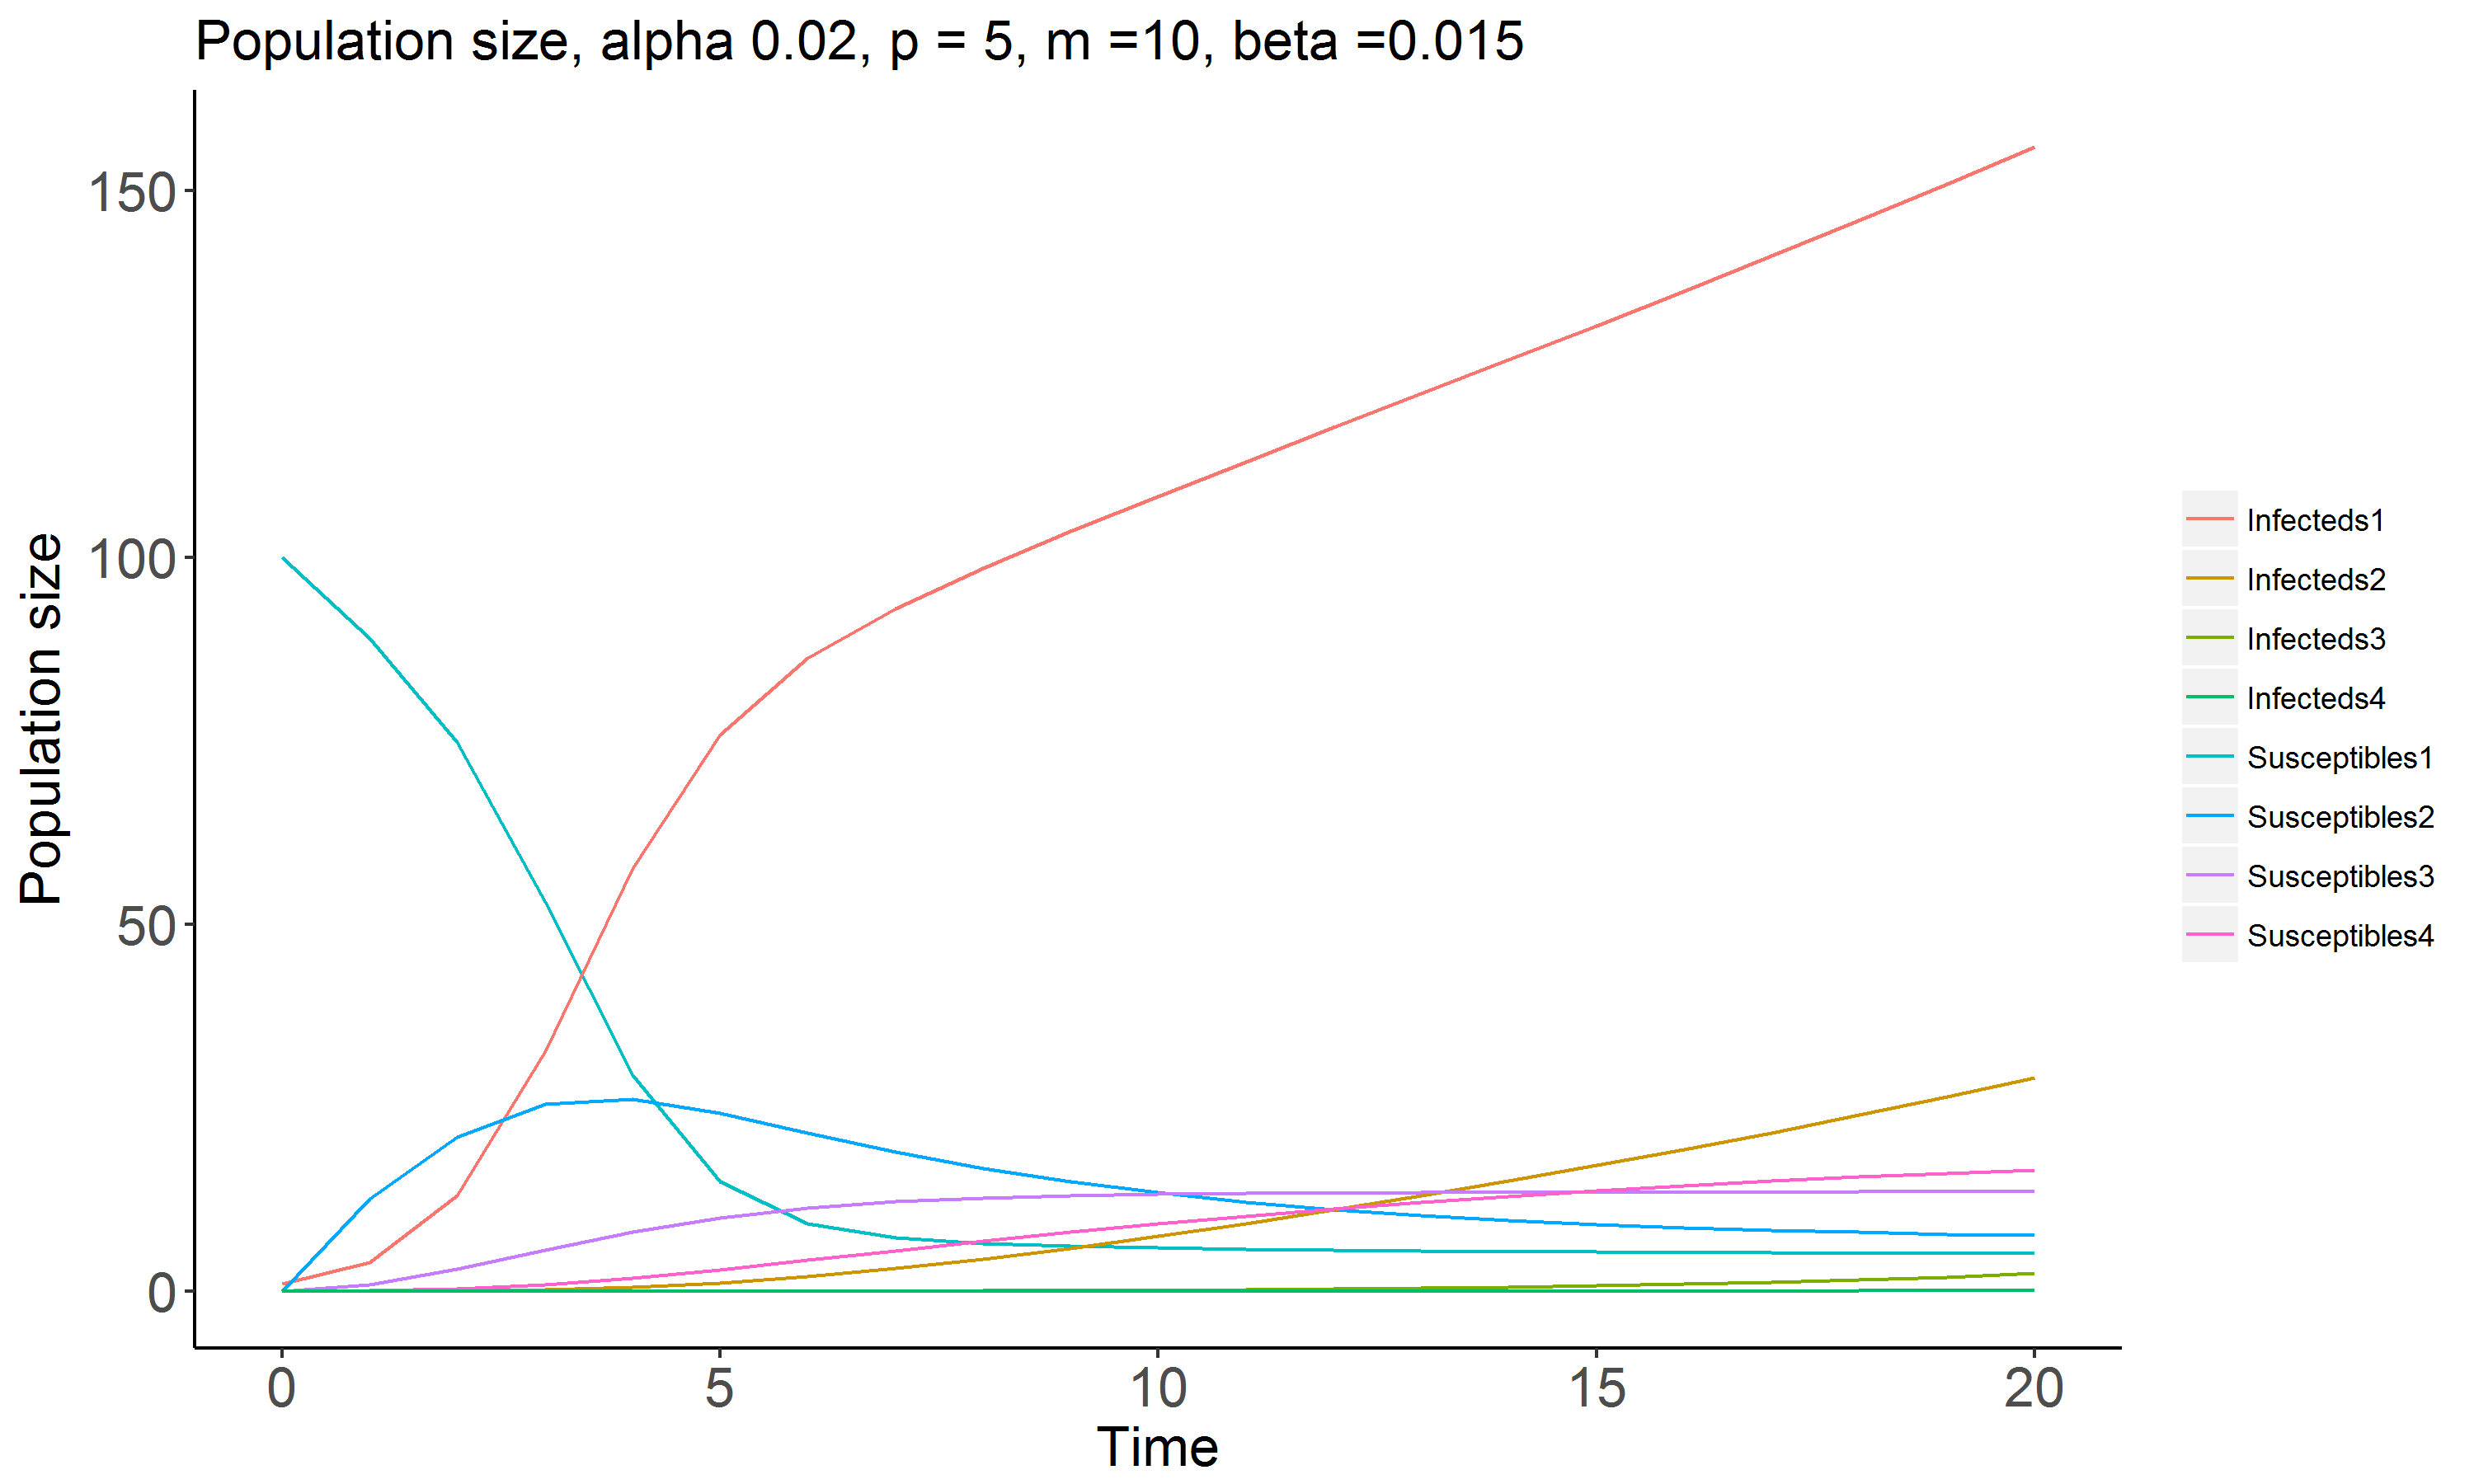 Population size, alpha 0.02, p = 5, m =10, beta =0.015
Population size
150
100
50
0
0 5 10 15 20
Time
Infecteds1
Infecteds2
Infecteds3
Infecteds4
Susceptibles1
Susceptibles2
Susceptibles3
Susceptibles4